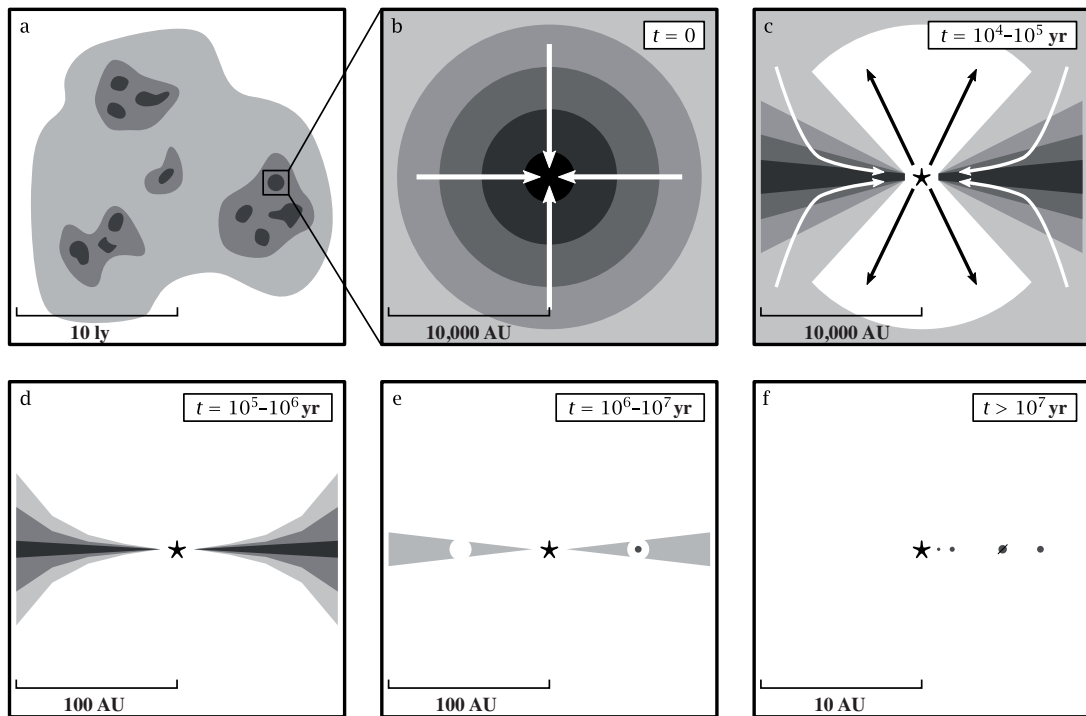 a
10 ly
b
t = 0
10,000 AU
c
t = 10⁴–10⁵ yr
10,000 AU
d
t = 10⁵–10⁶ yr
100 AU
e
t = 10⁶–10⁷ yr
100 AU
f
t > 10⁷ yr
10 AU